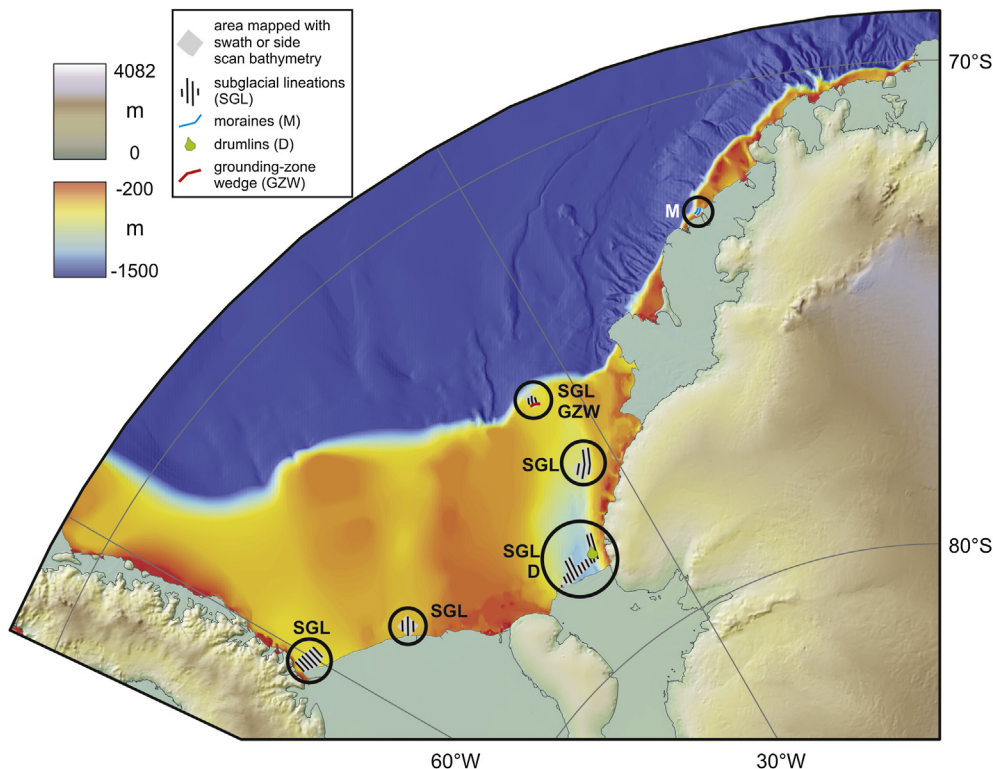 area mapped with
swath or side
scan bathymetry
subglacial lineations
(SGL)
moraines (M)
drumlins (D)
grounding-zone
wedge (GZW)
4082
m
0
-200
m
-1500
70°S
M
SGL
GZW
SGL
80°S
SGL
D
SGL
SGL
60°W
30°W